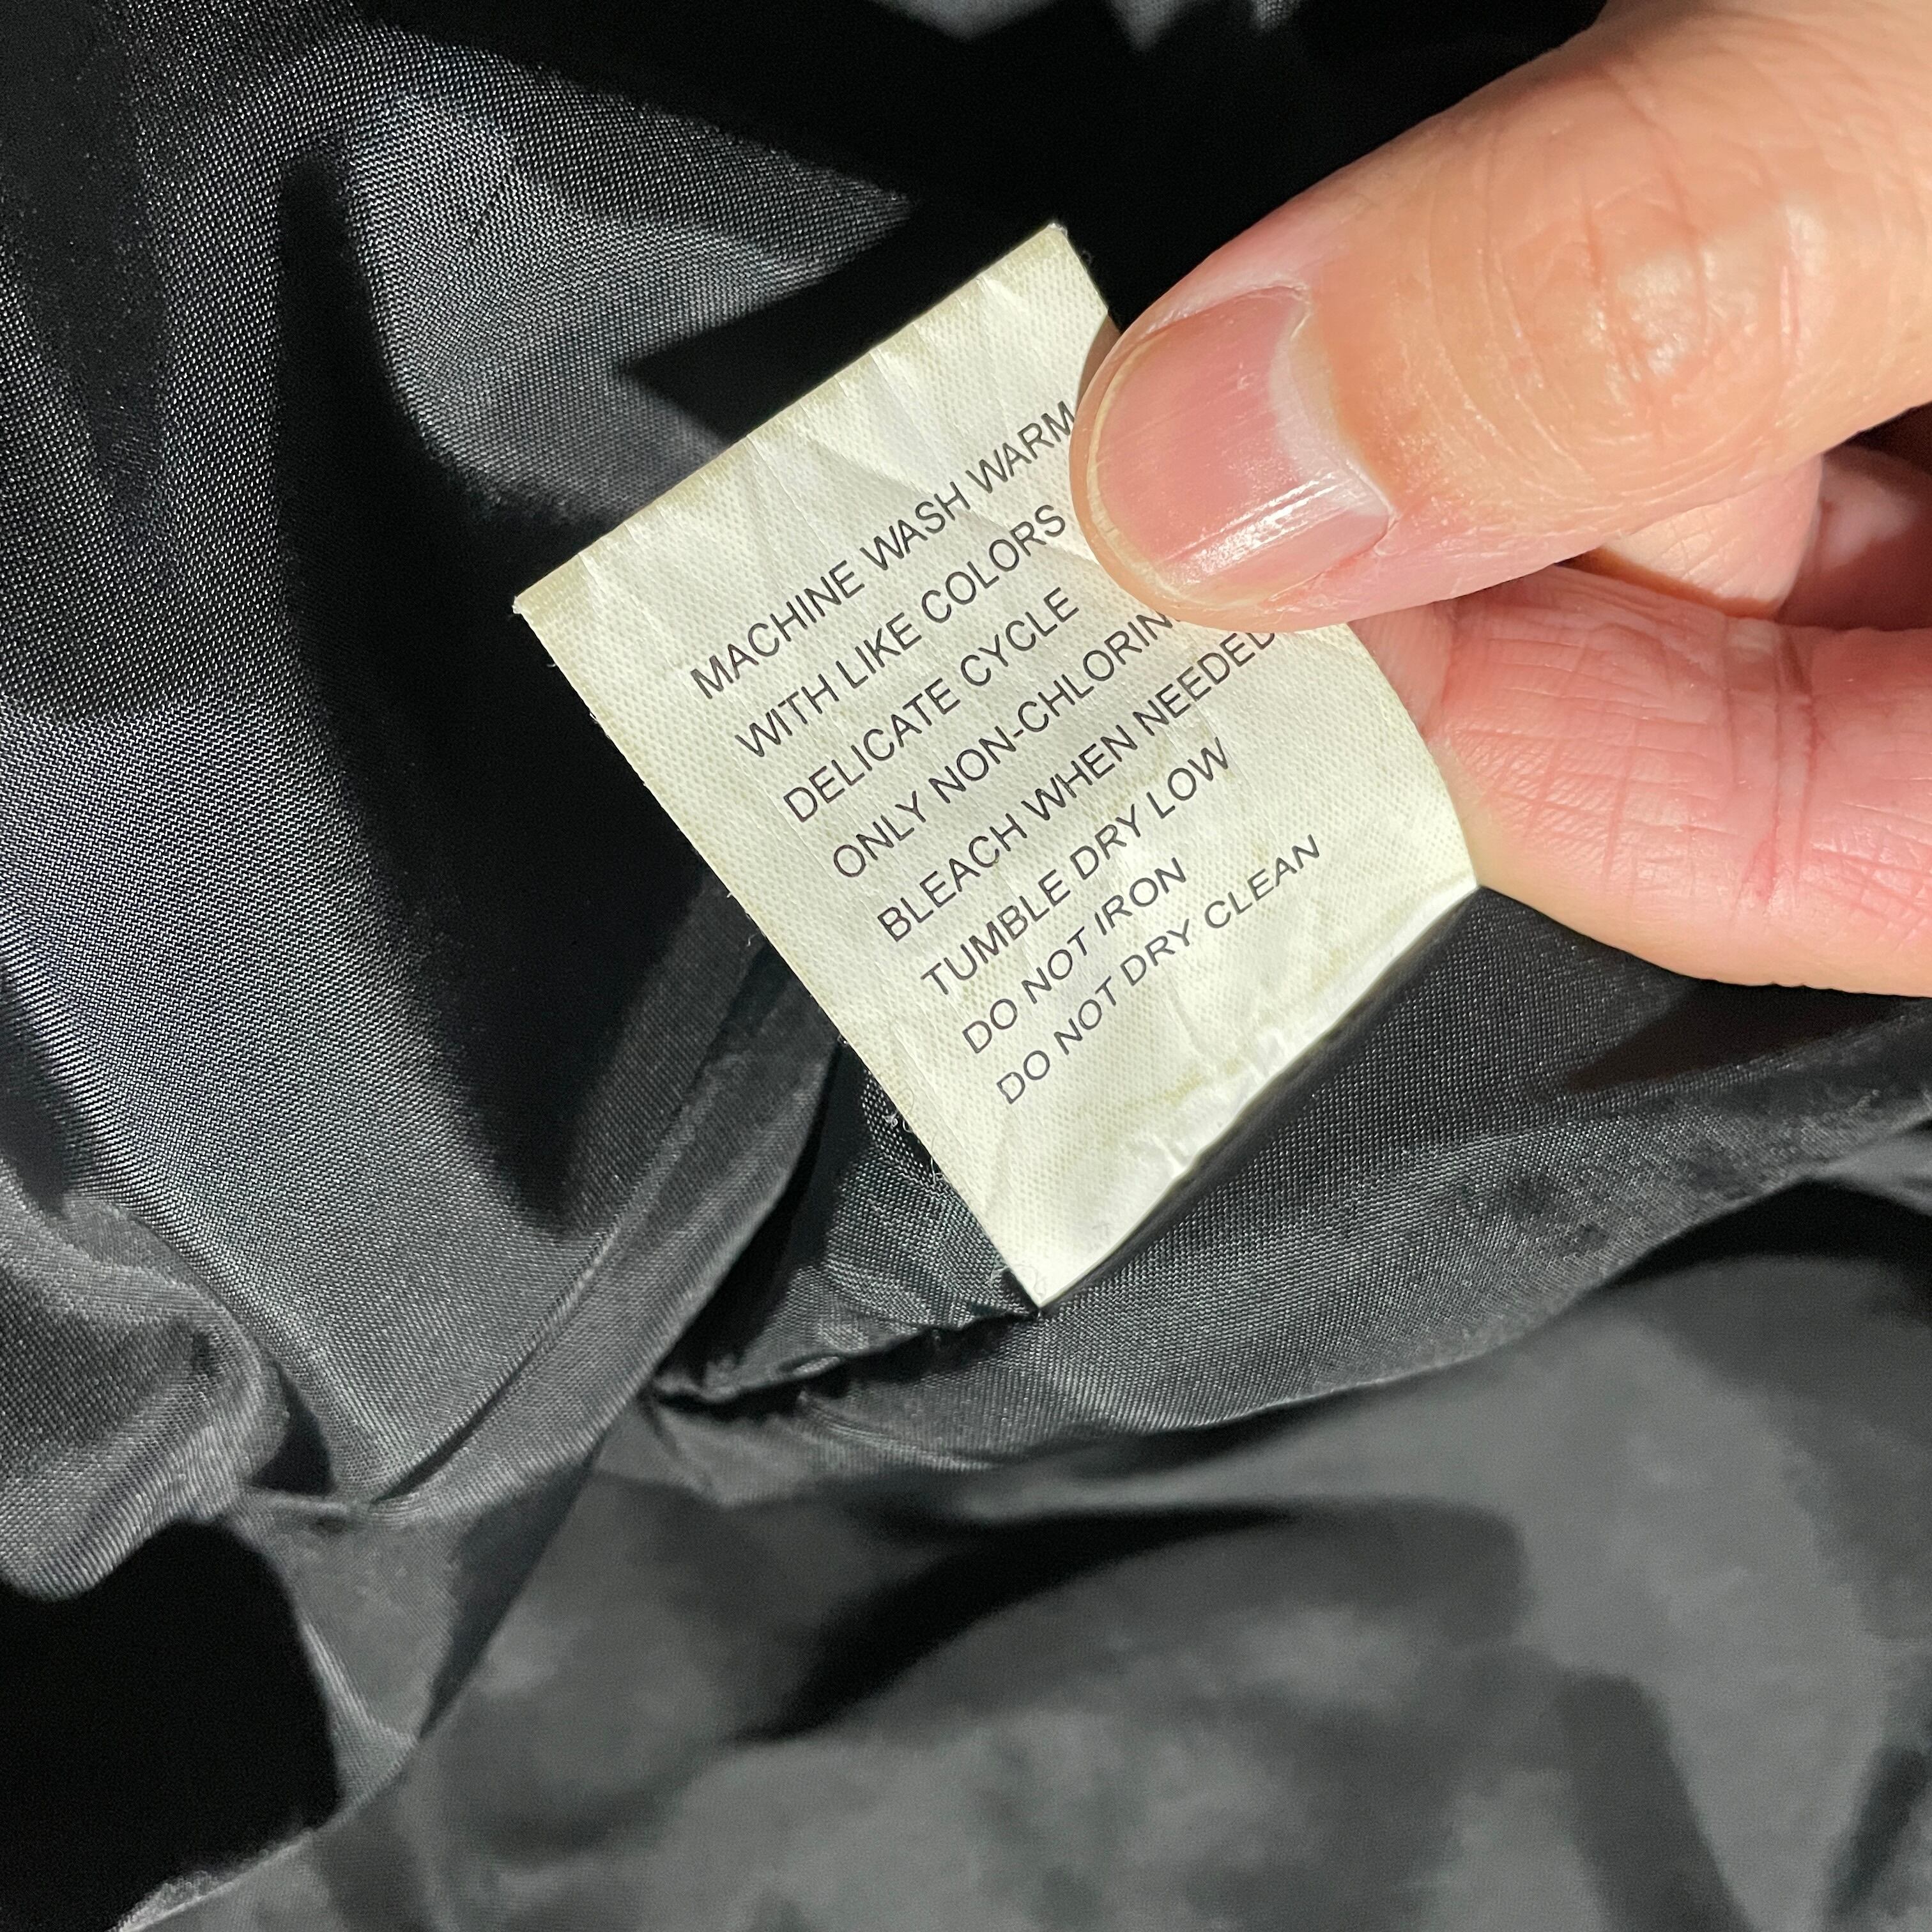 MACHINE WASH WARM
WITH LIKE COLORS
DELICATE CYCLE
ONLY NON-CHLORIN
BLEACH WHEN NEEDED
TUMBLE DRY LOW
DO NOT IRON
DO NOT DRY CLEAN